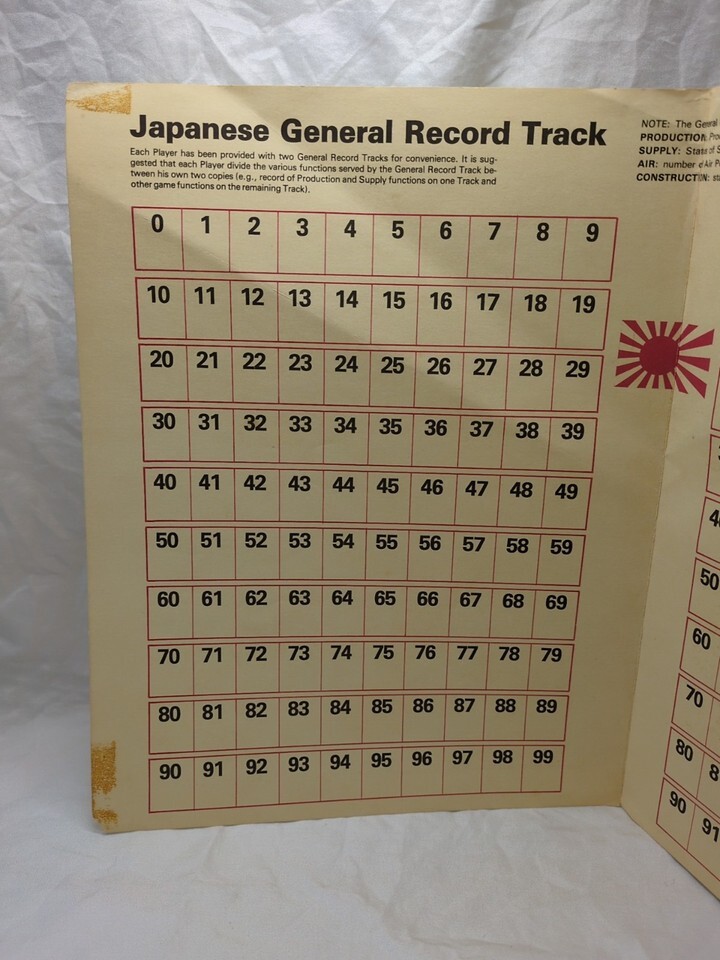 Japanese General Record Track
Each Player has been provided with two General Record Tracks for convenience. It is sug-
gested that each Player divide the various functions served by the General Record Track be-
tween his own two copies (e.g., record of Production and Supply functions on one Track and
other game functions on the remaining Track).
NOTE: The General
PRODUCTION:
SUPPLY: State of S
AIR: number of Air
CONSTRUCTION:
0 1 2 3 4 5 6 7 8 9
10 11 12 13 14 15 16 17 18 19
20 21 22 23 24 25 26 27 28 29
30 31 32 33 34 35 36 37 38 39
40 41 42 43 44 45 46 47 48 49
50 51 52 53 54 55 56 57 58 59
60 61 62 63 64 65 66 67 68 69
70 71 72 73 74 75 76 77 78 79
80 81 82 83 84 85 86 87 88 89
90 91 92 93 94 95 96 97 98 99
50
60
70
80
90 91